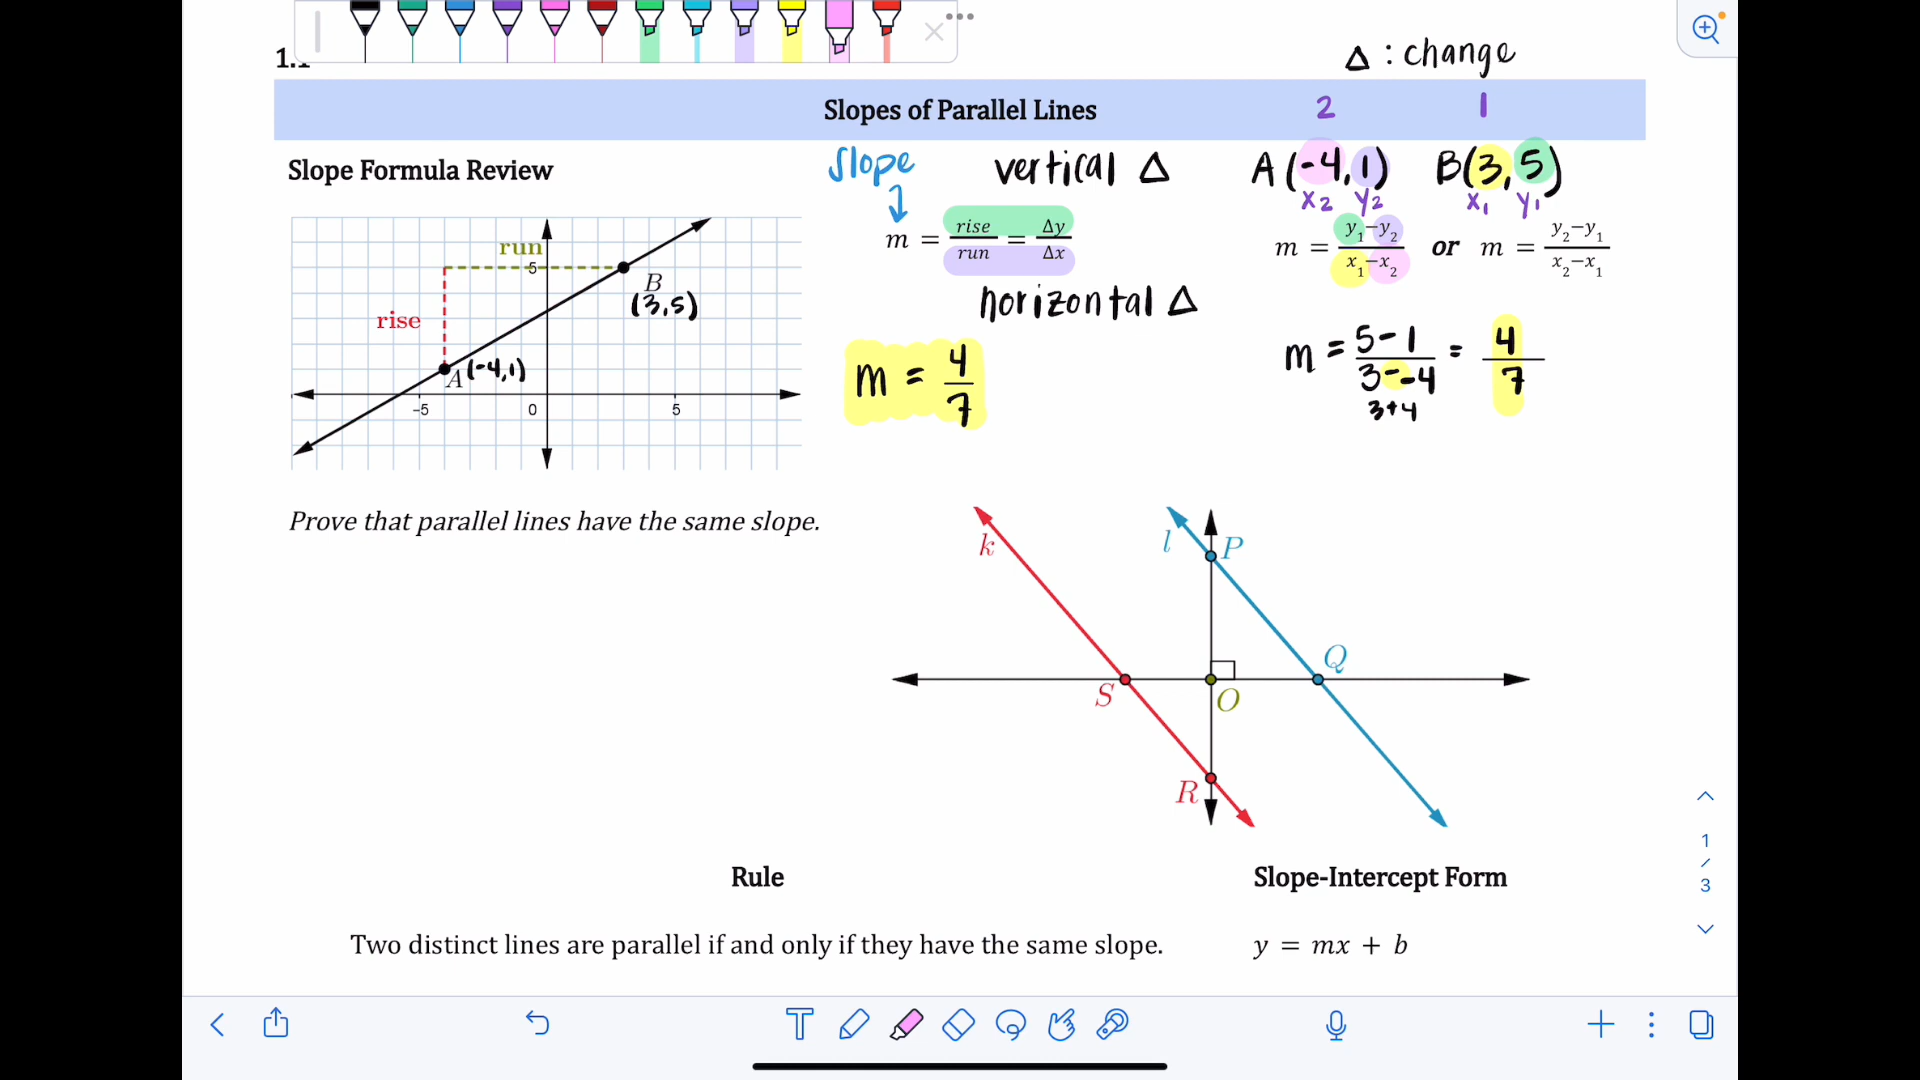 1.1
Δ : change
Slopes of Parallel Lines
2 1
Slope Formula Review
slope
vertical Δ
A (-4, 1) B(3, 5)
x₂ y₂ x₁ y₁
m = rise/run = Δy/Δx
m = y₁−y₂/x₁−x₂ or m = y₂−y₁/x₂−x₁
horizontal Δ
run
5
B
(3,5)
rise
A (-4,1)
−5 0 5
m = 4/7
m = 5 - 1/3 - -4 = 4/7
3+4
Prove that parallel lines have the same slope.
k
l
P
Q
S
O
R
Rule
Slope-Intercept Form
Two distinct lines are parallel if and only if they have the same slope.
y = mx + b
1
/
3
T